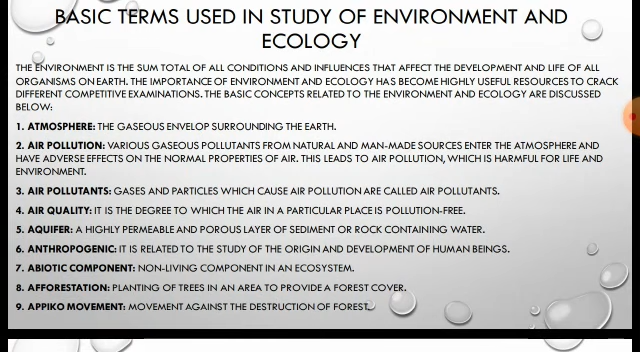 BASIC TERMS USED IN STUDY OF ENVIRONMENT AND
ECOLOGY
THE ENVIRONMENT IS THE SUM TOTAL OF ALL CONDITIONS AND INFLUENCES THAT AFFECT THE DEVELOPMENT AND LIFE OF ALL
ORGANISMS ON EARTH. THE IMPORTANCE OF ENVIRONMENT AND ECOLOGY HAS BECOME HIGHLY USEFUL RESOURCES TO CRACK
DIFFERENT COMPETITIVE EXAMINATIONS. THE BASIC CONCEPTS RELATED TO THE ENVIRONMENT AND ECOLOGY ARE DISCUSSED
BELOW:
1. ATMOSPHERE: THE GASEOUS ENVELOP SURROUNDING THE EARTH.
2. AIR POLLUTION: VARIOUS GASEOUS POLLUTANTS FROM NATURAL AND MAN-MADE SOURCES ENTER THE ATMOSPHERE AND
HAVE ADVERSE EFFECTS ON THE NORMAL PROPERTIES OF AIR. THIS LEADS TO AIR POLLUTION, WHICH IS HARMFUL FOR LIFE AND
ENVIRONMENT.
3. AIR POLLUTANTS: GASES AND PARTICLES WHICH CAUSE AIR POLLUTION ARE CALLED AIR POLLUTANTS.
4. AIR QUALITY: IT IS THE DEGREE TO WHICH THE AIR IN A PARTICULAR PLACE IS POLLUTION-FREE.
5. AQUIFER: A HIGHLY PERMEABLE AND POROUS LAYER OF SEDIMENT OR ROCK CONTAINING WATER.
6. ANTHROPOGENIC: IT IS RELATED TO THE STUDY OF THE ORIGIN AND DEVELOPMENT OF HUMAN BEINGS.
7. ABIOTIC COMPONENT: NON-LIVING COMPONENT IN AN ECOSYSTEM.
8. AFFORESTATION: PLANTING OF TREES IN AN AREA TO PROVIDE A FOREST COVER.
9. APPIKO MOVEMENT: MOVEMENT AGAINST THE DESTRUCTION OF FOREST.